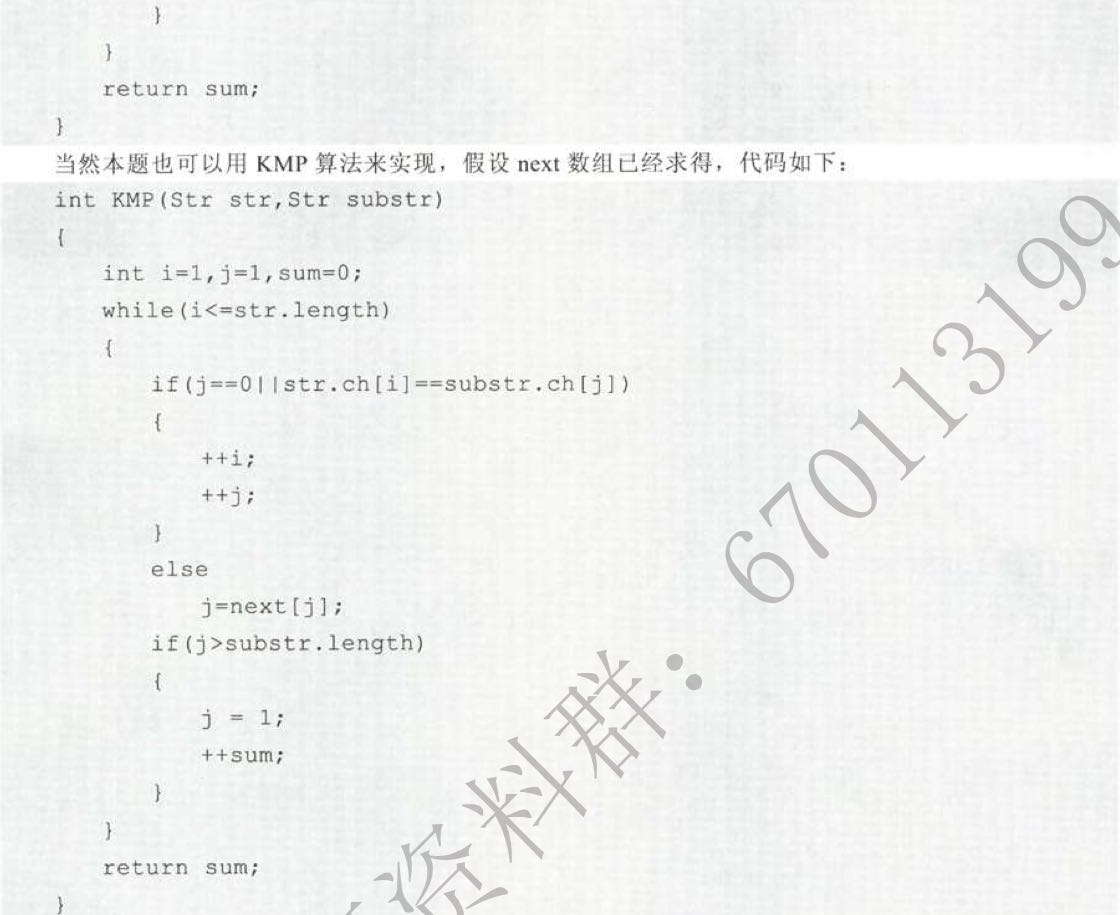 }
}
return sum;
}
当然本题也可以用 KMP 算法来实现，假设 next 数组已经求得，代码如下：
int KMP(Str str,Str substr)
{
int i=1,j=1,sum=0;
while(i<=str.length)
{
if(j==0||str.ch[i]==substr.ch[j])
{
++i;
++j;
}
else
j=next[j];
if(j>substr.length)
{
j = 1;
++sum;
}
}
return sum;
}
资料群：670113199